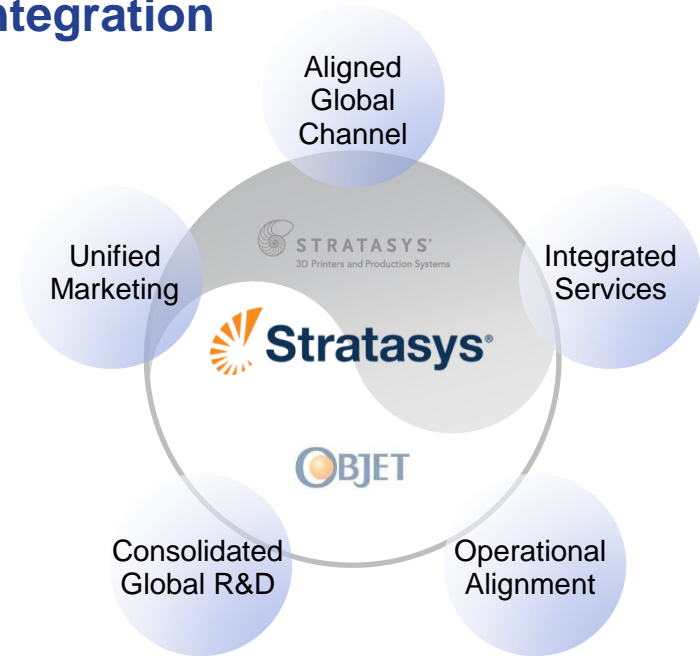 ntegration
Aligned
Global
Channel
STRATASYS®
3D Printers and Production Systems
Unified
Marketing
Integrated
Services
Stratasys®
OBJET
Consolidated
Global R&D
Operational
Alignment